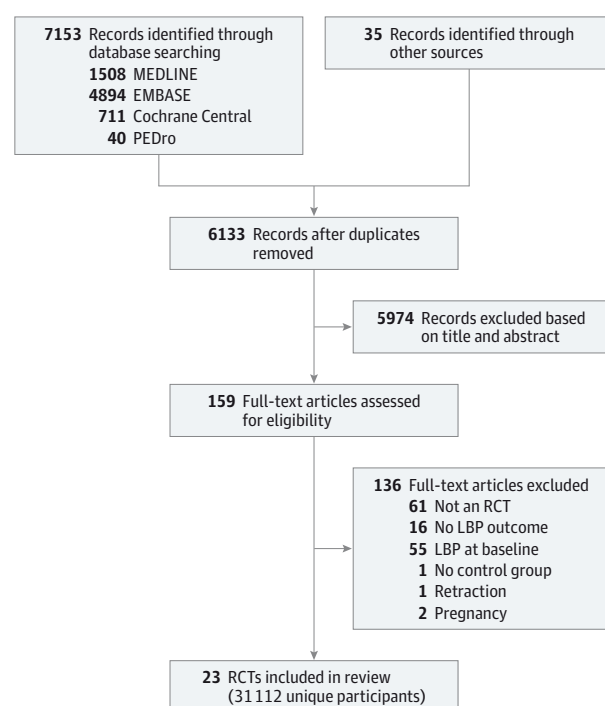 7153 Records identified through
database searching
1508 MEDLINE
4894 EMBASE
711 Cochrane Central
40 PEDro
35 Records identified through
other sources
6133 Records after duplicates
removed
5974 Records excluded based
on title and abstract
159 Full-text articles assessed
for eligibility
136 Full-text articles excluded
61 Not an RCT
16 No LBP outcome
55 LBP at baseline
1 No control group
1 Retraction
2 Pregnancy
23 RCTs included in review
(31 112 unique participants)